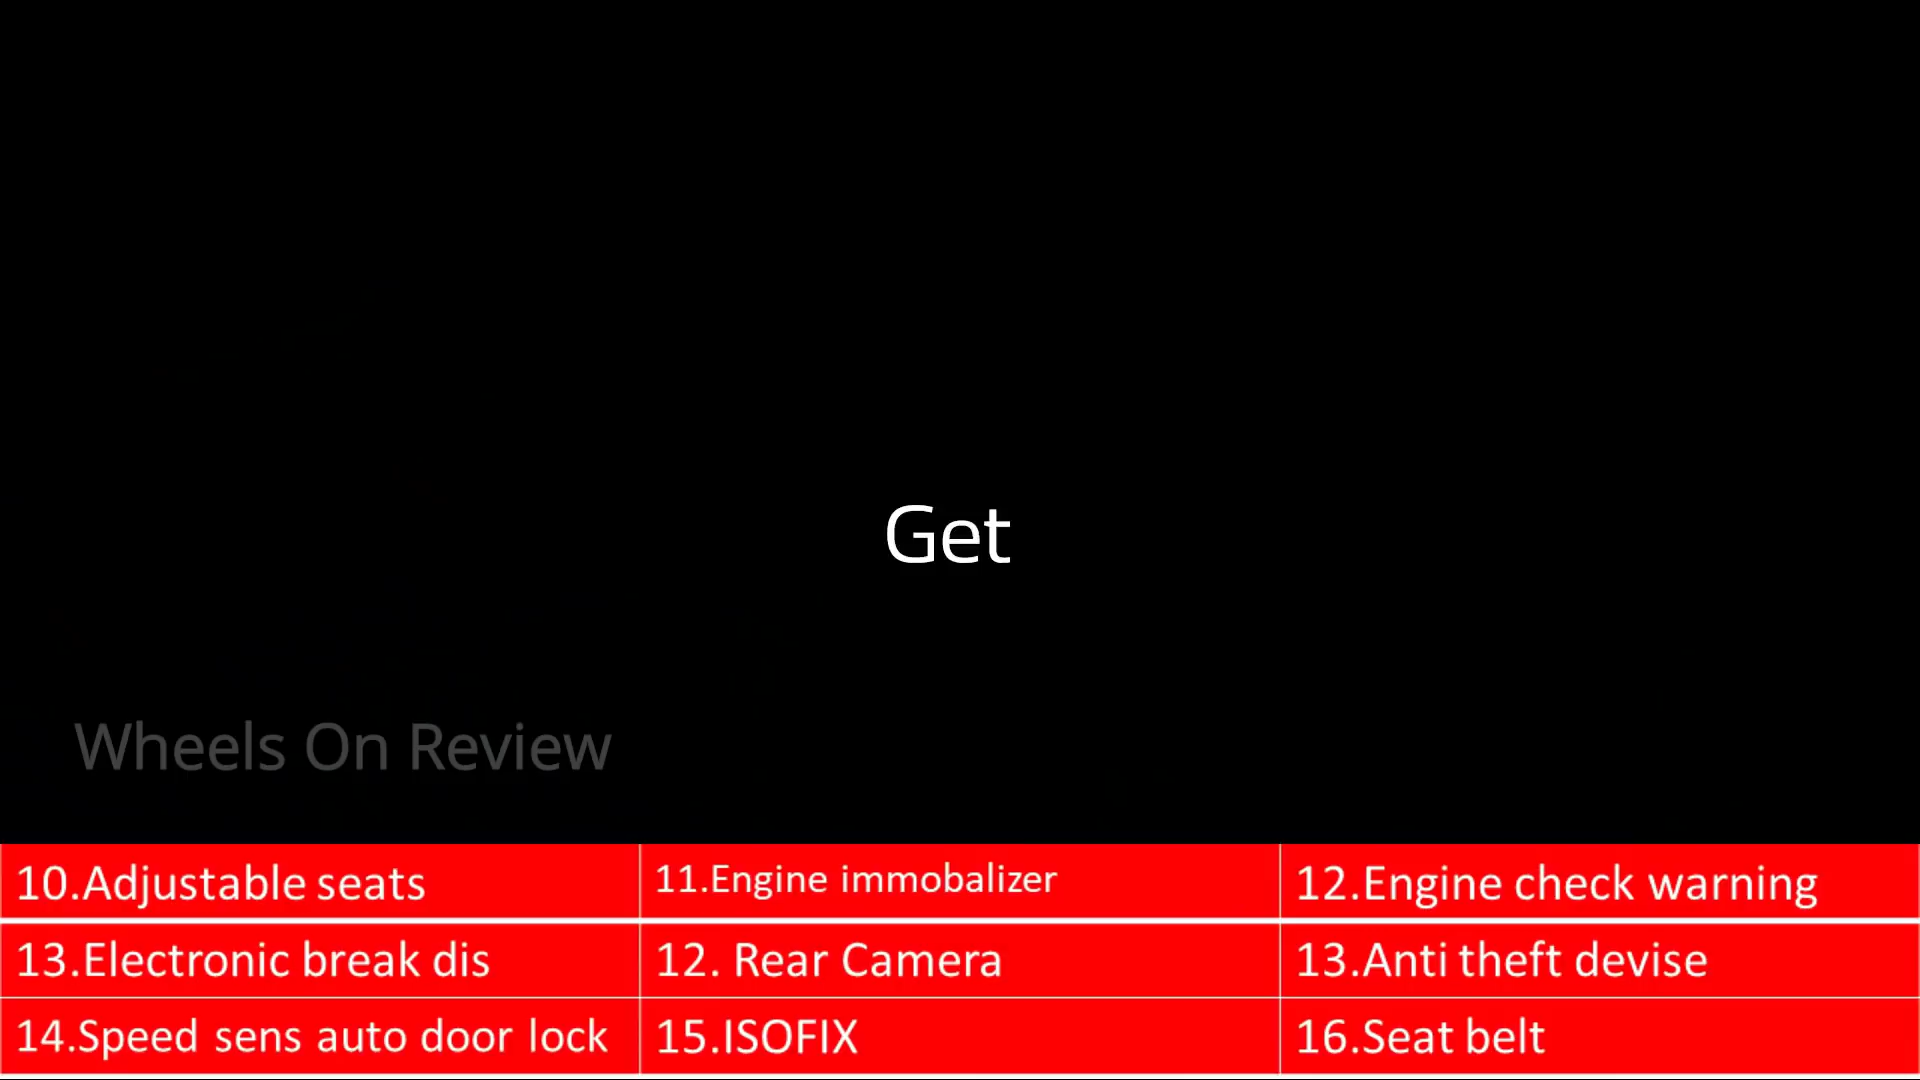 Get
Wheels On Review
10.Adjustable seats
11.Engine immobalizer
12.Engine check warning
13.Electronic break dis
12. Rear Camera
13.Anti theft devise
14.Speed sens auto door lock
15.ISOFIX
16.Seat belt